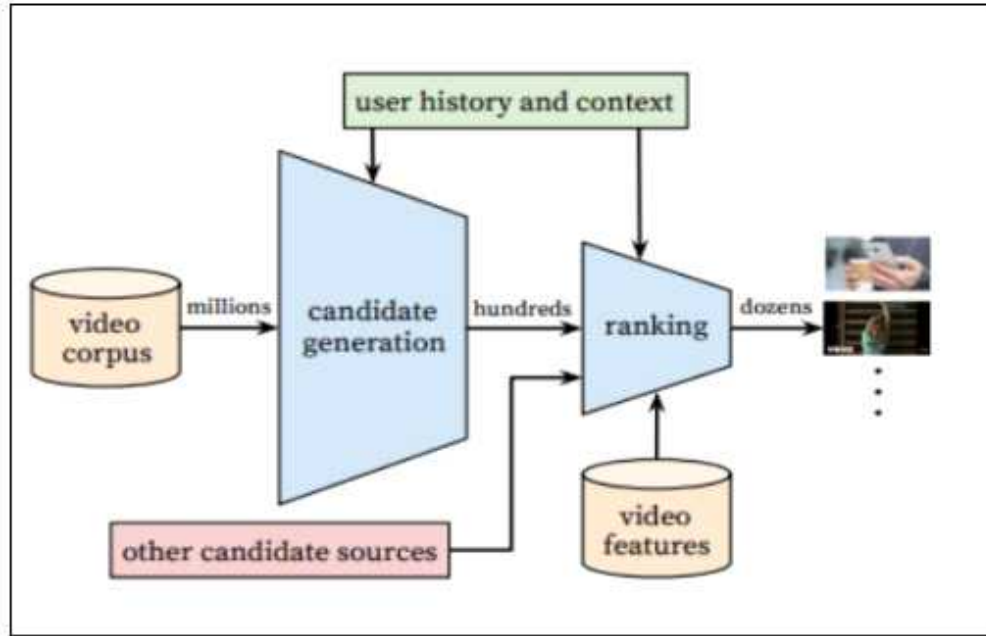 user history and context
millions
video
corpus
candidate
generation
hundreds
ranking
dozens
other candidate sources
video
features